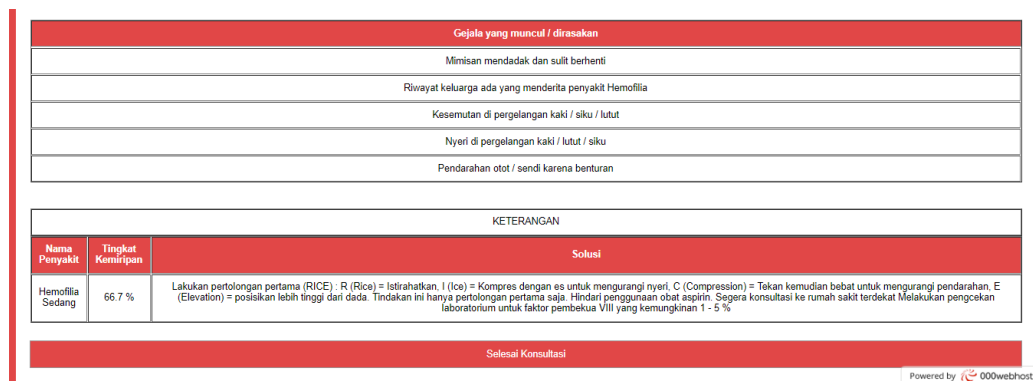 Gejala yang muncul / dirasakan
Mimisan mendadak dan sulit berhenti
Riwayat keluarga ada yang menderita penyakit Hemofilia
Kesemutan di pergelangan kaki / siku / lutut
Nyeri di pergelangan kaki / lutut / siku
Pendarahan otot / sendi karena benturan
KETERANGAN
Nama Penyakit
Tingkat Kemiripan
Solusi
Hemofilia Sedang
66.7 %
Lakukan pertolongan pertama (RICE) : R (Rice) = Istirahatkan, I (Ice) = Kompres dengan es untuk mengurangi nyeri, C (Compression) = Tekan kemudian bebat untuk mengurangi pendarahan, E
(Elevation) = posisikan lebih tinggi dari dada. Tindakan ini hanya pertolongan pertama saja. Hindari penggunaan obat aspirin. Segera konsultasi ke rumah sakit terdekat Melakukan pengcekan
laboratorium untuk faktor pembekua VIII yang kemungkinan 1 - 5 %
Selesai Konsultasi
Powered by 000webhost